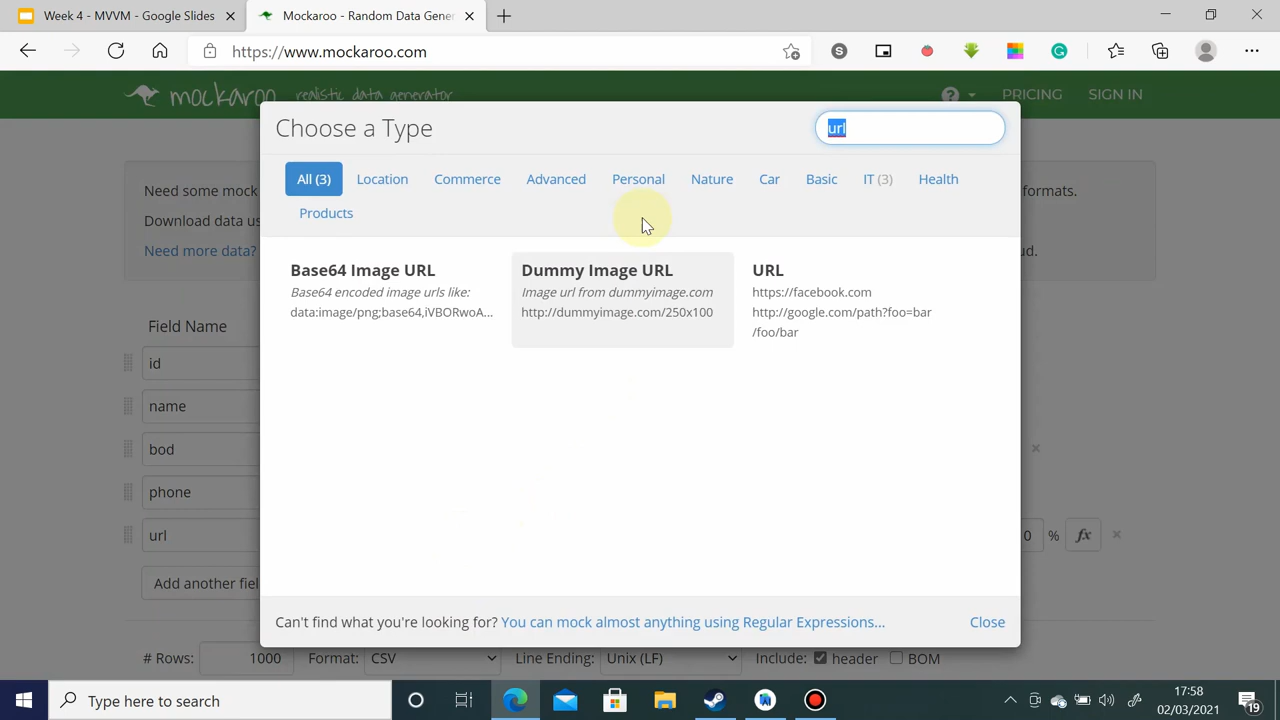 Week 4 - MVVM - Google Slides
Mockaroo - Random Data Gener
https://www.mockaroo.com
mockaroo realistic data generator
PRICING
SIGN IN
Choose a Type
url
All (3)
Location
Commerce
Advanced
Personal
Nature
Car
Basic
IT (3)
Health
Products
Need some mock
formats.
Download data us
ud.
Need more data?
Base64 Image URL
Base64 encoded image urls like:
data:image/png;base64,iVBORwoA...
Dummy Image URL
Image url from dummyimage.com
http://dummyimage.com/250x100
URL
https://facebook.com
http://google.com/path?foo=bar
/foo/bar
Field Name
id
name
bod
phone
url
0 % fx
Add another fiel
Can't find what you're looking for? You can mock almost anything using Regular Expressions...
Close
# Rows: 1000 Format: CSV Line Ending: Unix (LF) Include: header BOM
Type here to search
17:58
02/03/2021
19